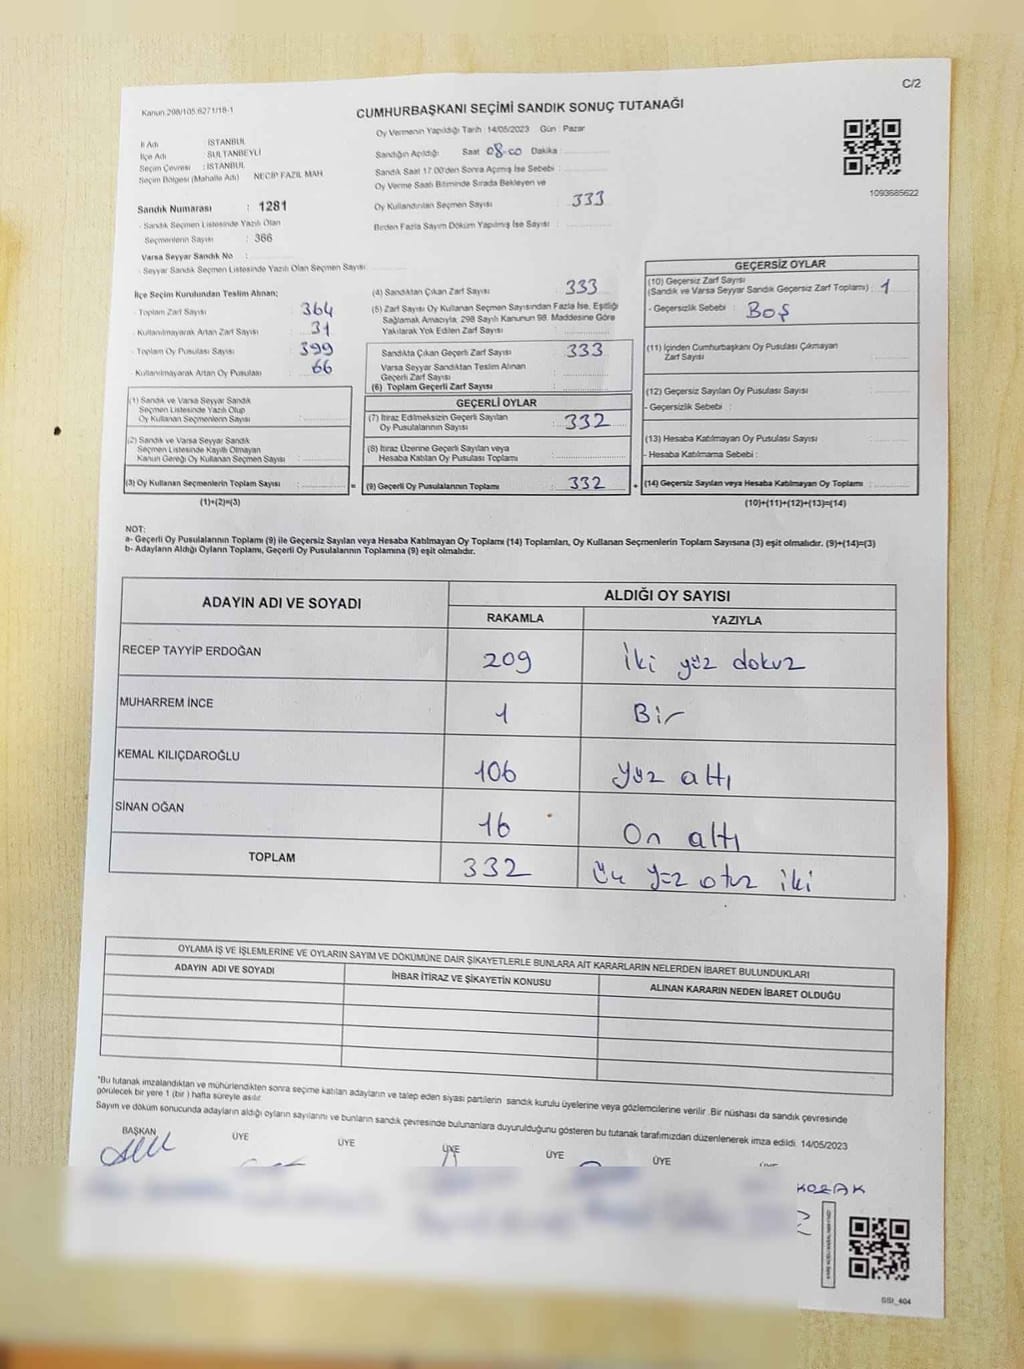 C/2
Kanun 298/105.6271/18-1
CUMHURBAŞKANI SEÇİMİ SANDIK SONUÇ TUTANAĞI
Oy Vermenin Yapıldığı Tarih : 14/05/2023 Gün : Pazar
İl Adı İSTANBUL
İlçe Adı : SULTANBEYLİ
Seçim Çevresi : İSTANBUL
Seçim Bölgesi (Mahalle Adı) NECİP FAZIL MAH
Sandığın Açıldığı Saat 08.00 Dakika :
Sandık Saat 17.00'den Sonra Açılmış İse Sebebi :
Oy Verme Saati Bitiminde Sırada Bekleyen ve
Oy Kullandırılan Seçmen Sayısı : 333
Birden Fazla Sayım Döküm Yapılmış İse Sayısı :
1093685622
Sandık Numarası : 1281
- Sandık Seçmen Listesinde Yazılı Olan
Seçmenlerin Sayısı : 366
Varsa Seyyar Sandık No :
- Seyyar Sandık Seçmen Listesinde Yazılı Olan Seçmen Sayısı:
İlçe Seçim Kurulundan Teslim Alınan;
- Toplam Zarf Sayısı : 364
- Kullanılmayarak Artan Zarf Sayısı : 31
- Toplam Oy Pusulası Sayısı : 399
- Kullanılmayarak Artan Oy Pusulası : 66
(1) Sandık ve Varsa Seyyar Sandık
Seçmen Listesinde Yazılı Olup
Oy Kullanan Seçmenlerin Sayısı :
(2) Sandık ve Varsa Seyyar Sandık
Seçmen Listesinde Kayıtlı Olmayan
Kanun Gereği Oy Kullanan Seçmen Sayısı :
(3) Oy Kullanan Seçmenlerin Toplam Sayısı :
(1)+(2)=(3)
(4) Sandıktan Çıkan Zarf Sayısı : 333
(5) Zarf Sayısı Oy Kullanan Seçmen Sayısından Fazla İse, Eşitliği
Sağlamak Amacıyla, 298 Sayılı Kanunun 98. Maddesine Göre
Yakılarak Yok Edilen Zarf Sayısı :
Sandıkta Çıkan Geçerli Zarf Sayısı : 333
Varsa Seyyar Sandıktan Teslim Alınan
Geçerli Zarf Sayısı :
(6) Toplam Geçerli Zarf Sayısı :
GEÇERLİ OYLAR
(7) İtiraz Edilmeksizin Geçerli Sayılan
Oy Pusulalarının Sayısı : 332
(8) İtiraz Üzerine Geçerli Sayılan veya
Hesaba Katılan Oy Pusulası Toplamı :
= (9) Geçerli Oy Pusulalarının Toplamı : 332 +
GEÇERSİZ OYLAR
(10) Geçersiz Zarf Sayısı
(Sandık ve Varsa Seyyar Sandık Geçersiz Zarf Toplamı) : 1
- Geçersizlik Sebebi : Boş
(11) İçinden Cumhurbaşkanı Oy Pusulası Çıkmayan
Zarf Sayısı :
(12) Geçersiz Sayılan Oy Pusulası Sayısı :
- Geçersizlik Sebebi :
(13) Hesaba Katılmayan Oy Pusulası Sayısı :
- Hesaba Katılmama Sebebi :
(14) Geçersiz Sayılan veya Hesaba Katılmayan Oy Toplamı :
(10)+(11)+(12)+(13)=(14)
NOT:
a- Geçerli Oy Pusulalarının Toplamı (9) ile Geçersiz Sayılan veya Hesaba Katılmayan Oy Toplamı (14) Toplamları, Oy Kullanan Seçmenlerin Toplam Sayısına (3) eşit olmalıdır. (9)+(14)=(3)
b- Adayların Aldığı Oyların Toplamı, Geçerli Oy Pusulalarının Toplamına (9) eşit olmalıdır.
ADAYIN ADI VE SOYADI ALDIĞI OY SAYISI
RAKAMLA YAZIYLA
RECEP TAYYİP ERDOĞAN 209 İki yüz dokuz
MUHARREM İNCE 1 Bir
KEMAL KILIÇDAROĞLU 106 Yüz altı
SİNAN OĞAN 16 On altı
TOPLAM 332 üç yüz otuz iki
OYLAMA İŞ VE İŞLEMLERİNE VE OYLARIN SAYIM VE DÖKÜMÜNE DAİR ŞİKAYETLERLE BUNLARA AİT KARARLARIN NELERDEN İBARET BULUNDUKLARI
ADAYIN ADI VE SOYADI İHBAR İTİRAZ VE ŞİKAYETİN KONUSU ALINAN KARARIN NEDEN İBARET OLDUĞU
*Bu tutanak imzalandıktan ve mühürlendikten sonra seçime katılan adayların ve talep eden siyasi partilerin sandık kurulu üyelerine veya gözlemcilerine verilir. Bir nüshası da sandık çevresinde
görülecek bir yere 1 (bir) hafta süreyle asılır.
Sayım ve döküm sonucunda adayların aldığı oyların sayılarını ve bunların sandık çevresinde bulunanlara duyurulduğunu gösteren bu tutanak tarafımızdan düzenlenerek imza edildi. 14/05/2023
BAŞKAN ÜYE ÜYE ÜYE ÜYE ÜYE
KOZAK
SSI_404